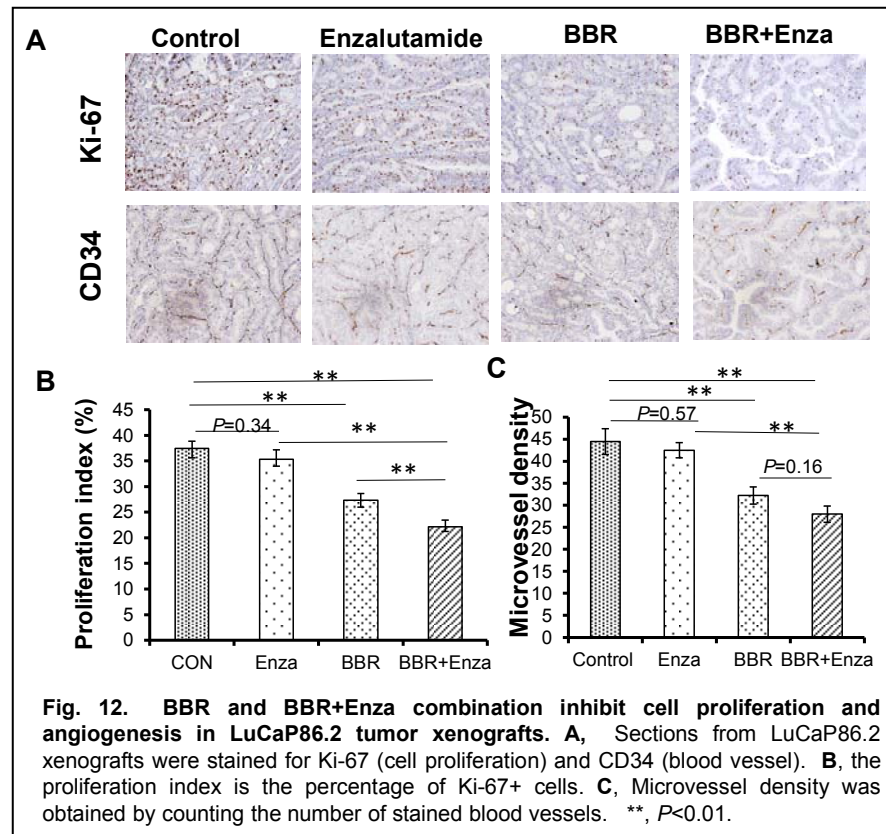 A
Control Enzalutamide BBR BBR+Enza
Ki-67
CD34
B
**
**
P=0.34
**
**
Proliferation index (%)
45
40
35
30
25
20
15
10
5
0
CON Enza BBR BBR+Enza
C
**
**
P=0.57
**
P=0.16
Microvessel density
50
45
40
35
30
25
20
15
10
5
0
Control Enza BBR BBR+Enza
Fig. 12. BBR and BBR+Enza combination inhibit cell proliferation and
angiogenesis in LuCaP86.2 tumor xenografts. A, Sections from LuCaP86.2
xenografts were stained for Ki-67 (cell proliferation) and CD34 (blood vessel). B, the
proliferation index is the percentage of Ki-67+ cells. C, Microvessel density was
obtained by counting the number of stained blood vessels. **, P<0.01.